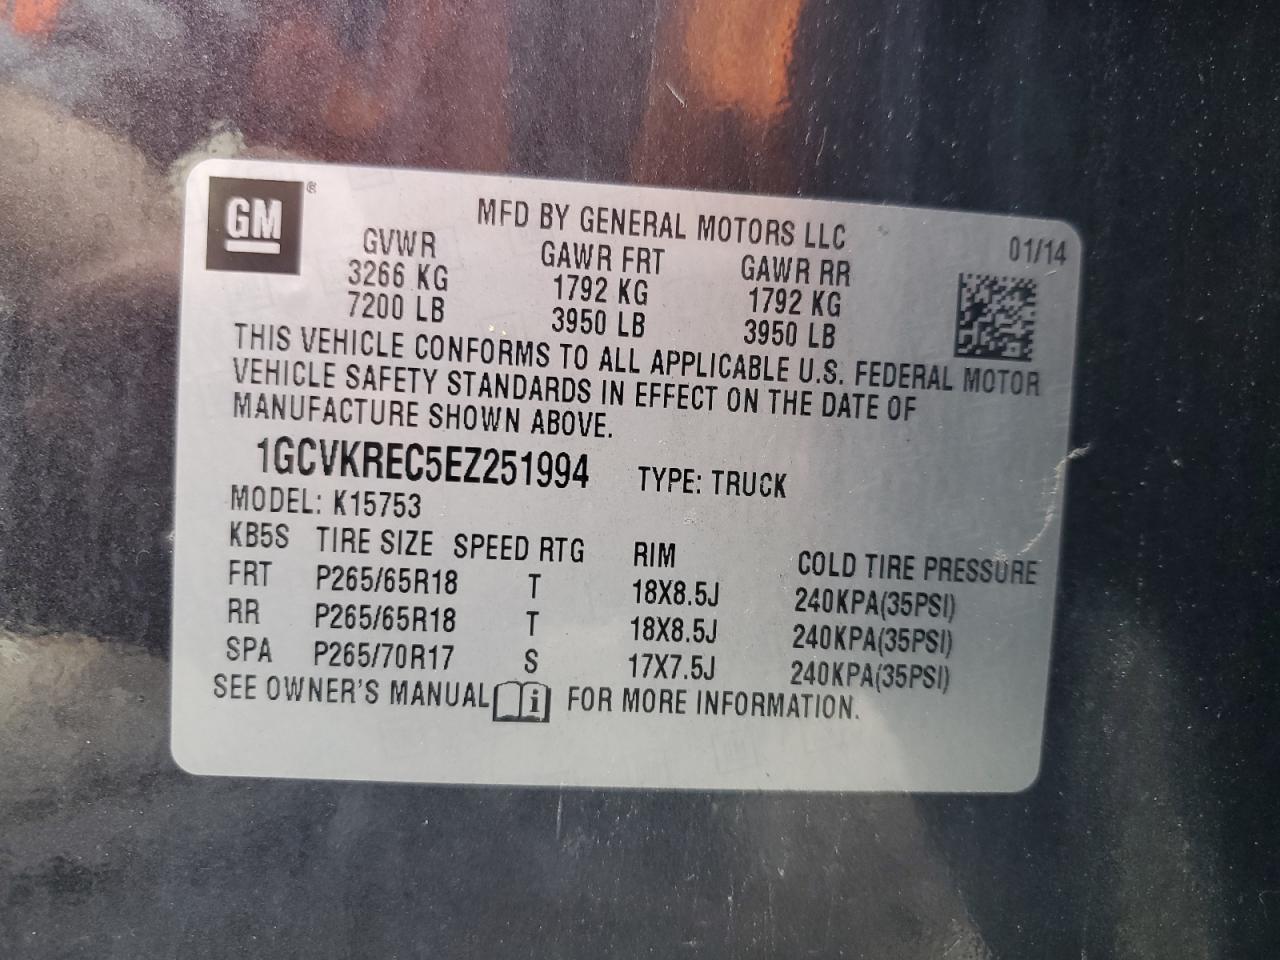 GM ®
MFD BY GENERAL MOTORS LLC
01/14
GVWR GAWR FRT GAWR RR
3266 KG 1792 KG 1792 KG
7200 LB 3950 LB 3950 LB
THIS VEHICLE CONFORMS TO ALL APPLICABLE U.S. FEDERAL MOTOR
VEHICLE SAFETY STANDARDS IN EFFECT ON THE DATE OF
MANUFACTURE SHOWN ABOVE.
1GCVKREC5EZ251994 TYPE: TRUCK
MODEL: K15753
KB5S TIRE SIZE SPEED RTG RIM COLD TIRE PRESSURE
FRT P265/65R18 T 18X8.5J 240KPA(35PSI)
RR P265/65R18 T 18X8.5J 240KPA(35PSI)
SPA P265/70R17 S 17X7.5J 240KPA(35PSI)
SEE OWNER'S MANUAL i FOR MORE INFORMATION.